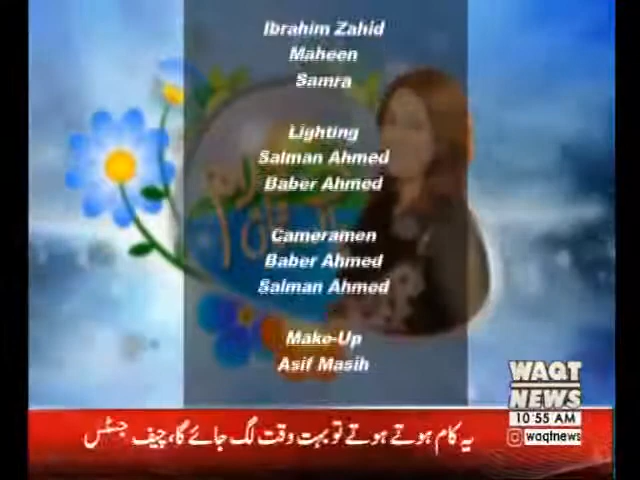 Ibrahim Zahid
Maheen
Samra
Lighting
Salman Ahmed
Baber Ahmed
Cameramen
Baber Ahmed
Salman Ahmed
Make-Up
Asif Masih
WAQT
NEWS
10:55 AM
waqtnews
یہ کام ہوتے ہوتے تو بہت وقت لگ جائے گا، چیف جسٹس